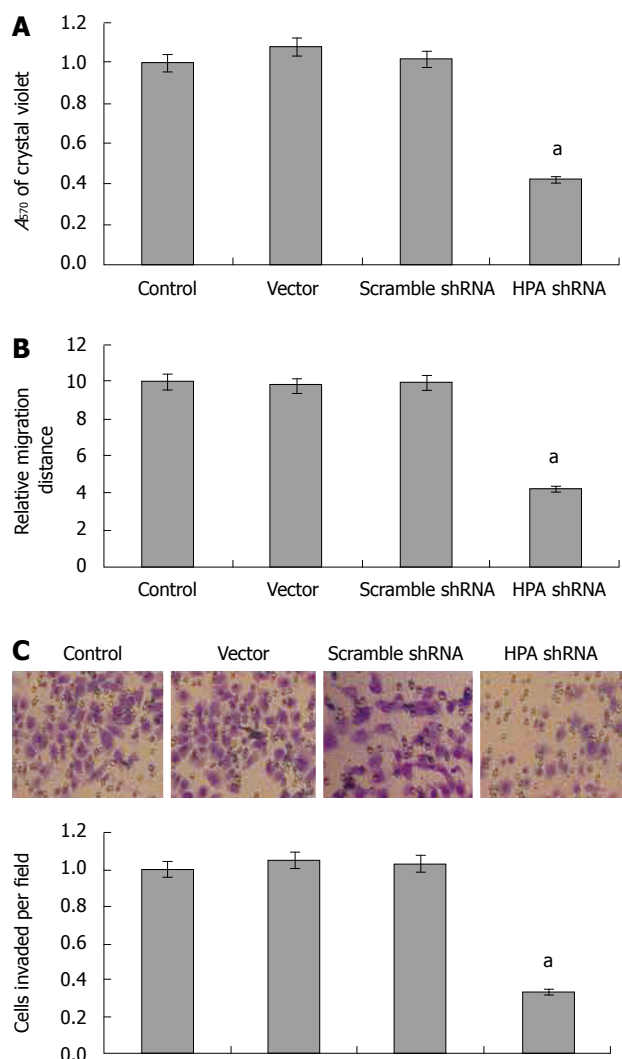 A
A570 of crystal violet
1.2
1.0
0.8
0.6
0.4
0.2
0.0
a
Control Vector Scramble shRNA HPA shRNA
B
Relative migration
distance
12
10
8
6
4
2
0
a
Control Vector Scramble shRNA HPA shRNA
C
Control Vector Scramble shRNA HPA shRNA
Cells invaded per field
1.2
1.0
0.8
0.6
0.4
0.2
0.0
a